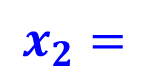 x₂ =